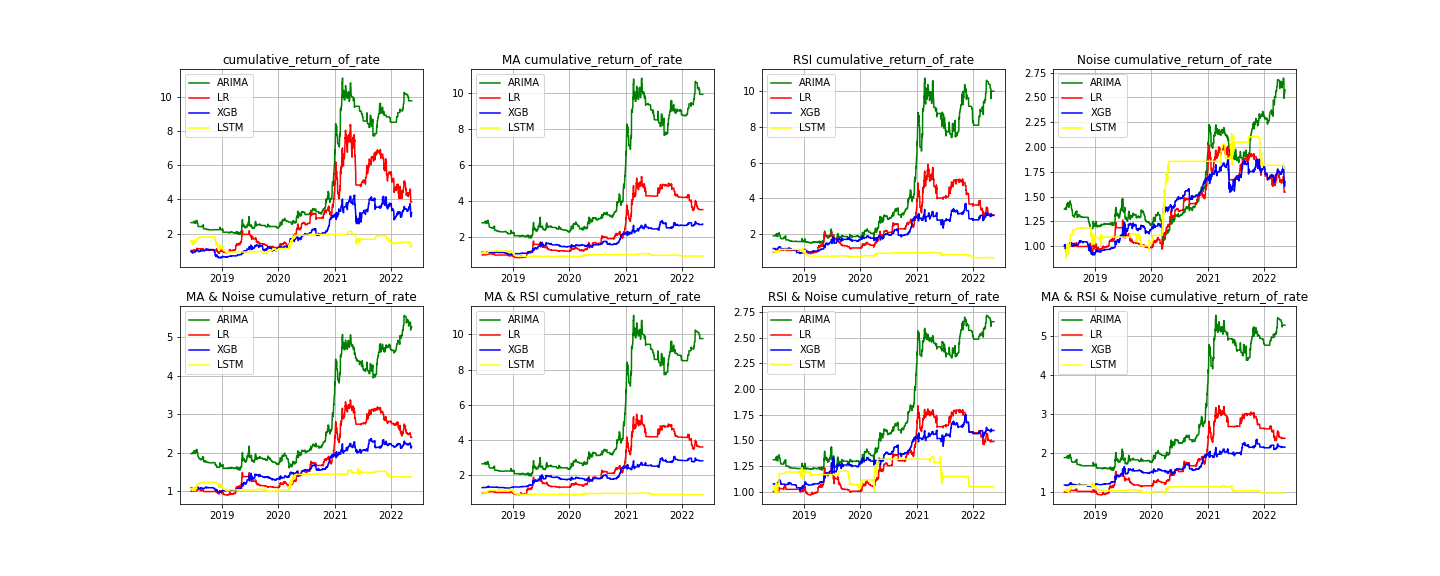 cumulative_return_of_rate
ARIMA
LR
XGB
LSTM
10
8
6
4
2
2019
2020
2021
2022
MA cumulative_return_of_rate
ARIMA
LR
XGB
LSTM
10
8
6
4
2
2019
2020
2021
2022
RSI cumulative_return_of_rate
ARIMA
LR
XGB
LSTM
10
8
6
4
2
2019
2020
2021
2022
Noise cumulative_return_of_rate
ARIMA
LR
XGB
LSTM
2.75
2.50
2.25
2.00
1.75
1.50
1.25
1.00
2019
2020
2021
2022
MA & Noise cumulative_return_of_rate
ARIMA
LR
XGB
LSTM
5
4
3
2
1
2019
2020
2021
2022
MA & RSI cumulative_return_of_rate
ARIMA
LR
XGB
LSTM
10
8
6
4
2
2019
2020
2021
2022
RSI & Noise cumulative_return_of_rate
ARIMA
LR
XGB
LSTM
2.75
2.50
2.25
2.00
1.75
1.50
1.25
1.00
2019
2020
2021
2022
MA & RSI & Noise cumulative_return_of_rate
ARIMA
LR
XGB
LSTM
5
4
3
2
1
2019
2020
2021
2022